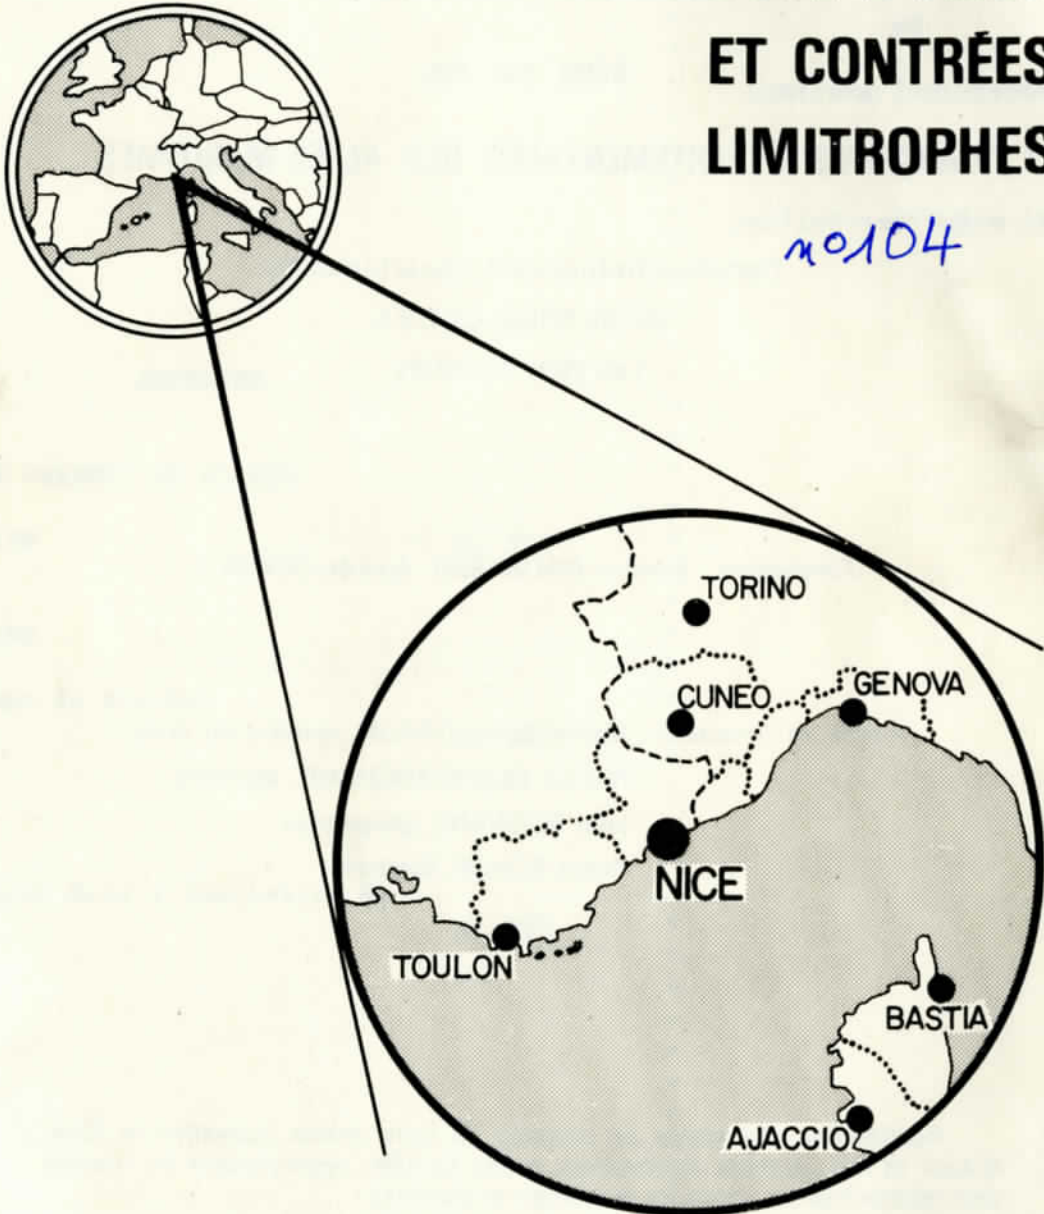 ET CONTRÉES
LIMITROPHES
n°104
TORINO
CUNEO
GENOVA
NICE
TOULON
BASTIA
AJACCIO